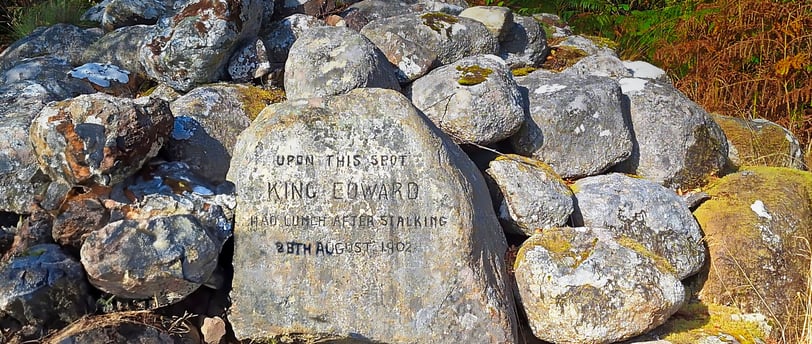 UPON THIS SPOT
KING EDWARD
HAD LUNCH AFTER STALKING
28TH AUGUST. 1902.